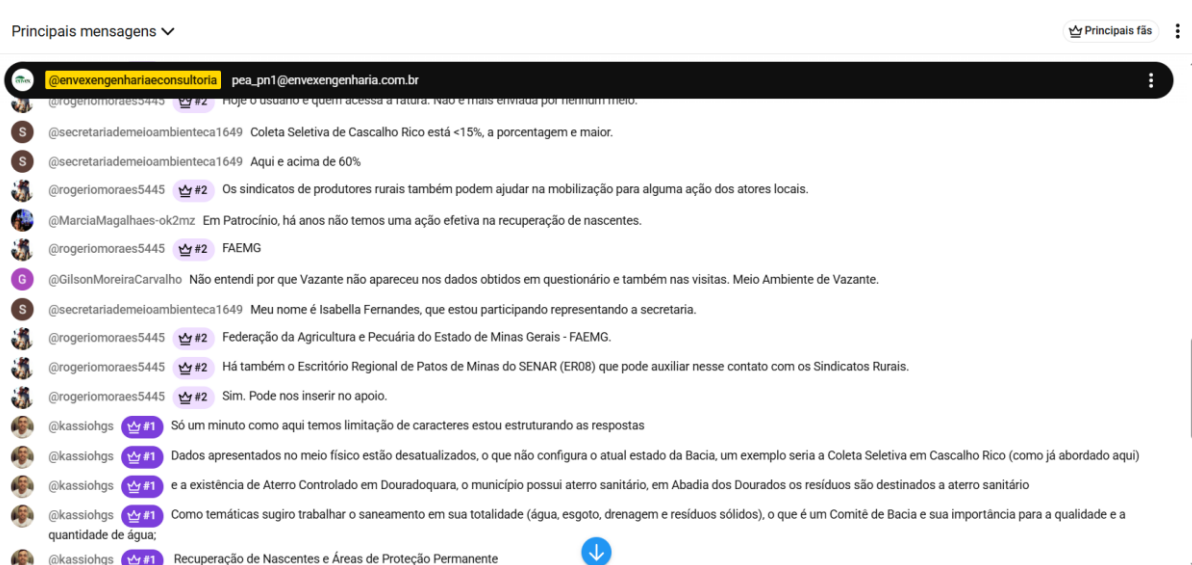 Principais mensagens
Principais fãs
@envexengenhariaeconsultoria pea_pn1@envexengenharia.com.br
@rogeriomoraes5445 #2 Hoje o usuário é quem acessa a fatura. Não é mais enviada por nenhum meio.
S @secretariademeioambienteca1649 Coleta Seletiva de Cascalho Rico está <15%, a porcentagem e maior.
S @secretariademeioambienteca1649 Aqui e acima de 60%
@rogeriomoraes5445 #2 Os sindicatos de produtores rurais também podem ajudar na mobilização para alguma ação dos atores locais.
@MarciaMagalhaes-ok2mz Em Patrocínio, há anos não temos uma ação efetiva na recuperação de nascentes.
@rogeriomoraes5445 #2 FAEMG
G @GilsonMoreiraCarvalho Não entendi por que Vazante não apareceu nos dados obtidos em questionário e também nas visitas. Meio Ambiente de Vazante.
S @secretariademeioambienteca1649 Meu nome é Isabella Fernandes, que estou participando representando a secretaria.
@rogeriomoraes5445 #2 Federação da Agricultura e Pecuária do Estado de Minas Gerais - FAEMG.
@rogeriomoraes5445 #2 Há também o Escritório Regional de Patos de Minas do SENAR (ER08) que pode auxiliar nesse contato com os Sindicatos Rurais.
@rogeriomoraes5445 #2 Sim. Pode nos inserir no apoio.
@kassiohgs #1 Só um minuto como aqui temos limitação de caracteres estou estruturando as respostas
@kassiohgs #1 Dados apresentados no meio físico estão desatualizados, o que não configura o atual estado da Bacia, um exemplo seria a Coleta Seletiva em Cascalho Rico (como já abordado aqui)
@kassiohgs #1 e a existência de Aterro Controlado em Douradoquara, o município possui aterro sanitário, em Abadia dos Dourados os resíduos são destinados a aterro sanitário
@kassiohgs #1 Como temáticas sugiro trabalhar o saneamento em sua totalidade (água, esgoto, drenagem e resíduos sólidos), o que é um Comitê de Bacia e sua importância para a qualidade e a
quantidade de água;
@kassiohgs #1 Recuperação de Nascentes e Áreas de Proteção Permanente